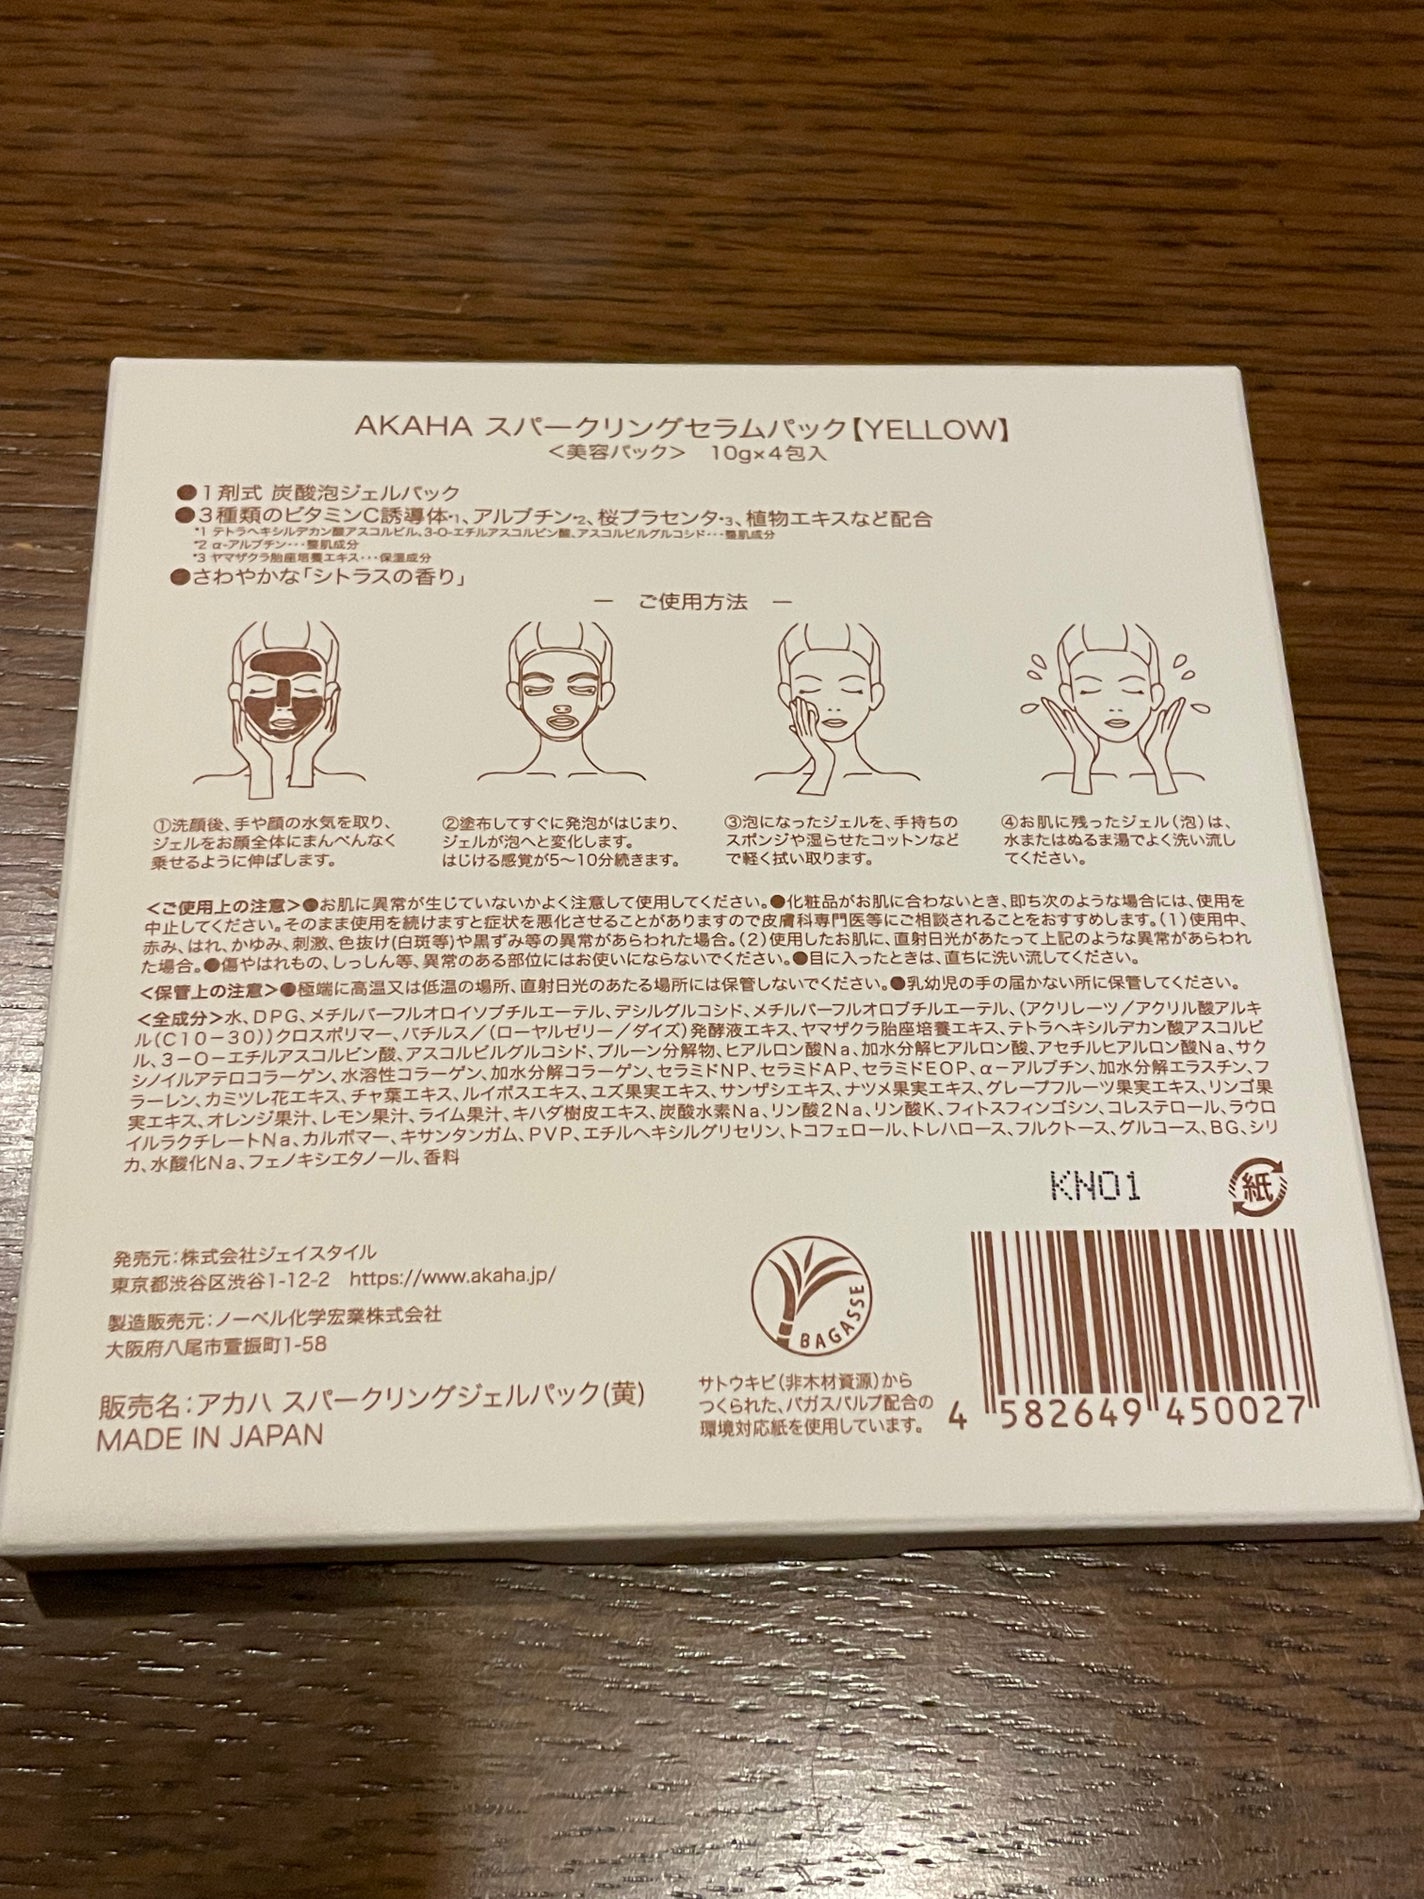 AKAHA スパークリングセラムパック【YELLOW】
<美容パック> 10g×4包入
●1剤式 炭酸泡ジェルパック
●3種類のビタミンC誘導体*1、アルブチン*2、桜プラセンタ*3、植物エキスなど配合
*1 テトラヘキシルデカン酸アスコルビル、3-O-エチルアスコルビン酸、アスコルビルグルコシド・・・整肌成分
*2 α-アルブチン・・・整肌成分
*3 ヤマザクラ胎座培養エキス・・・保湿成分
●さわやかな「シトラスの香り」
― ご使用方法 ―
①洗顔後、手や顔の水気を取り、
ジェルをお顔全体にまんべんなく
乗せるように伸ばします。
②塗布してすぐに発泡がはじまり、
ジェルが泡へと変化します。
はじける感覚が5〜10分続きます。
③泡になったジェルを、手持ちの
スポンジや湿らせたコットンなど
で軽く拭い取ります。
④お肌に残ったジェル(泡)は、
水またはぬるま湯でよく洗い流し
てください。
<ご使用上の注意>●お肌に異常が生じていないかよく注意して使用してください。●化粧品がお肌に合わないとき、即ち次のような場合には、使用を
中止してください。そのまま使用を続けますと症状を悪化させることがありますので皮膚科専門医等にご相談されることをおすすめします。(1)使用中、
赤み、はれ、かゆみ、刺激、色抜け(白斑等)や黒ずみ等の異常があらわれた場合。(2)使用したお肌に、直射日光があたって上記のような異常があらわれ
た場合。●傷やはれもの、しっしん等、異常のある部位にはお使いにならないでください。●目に入ったときは、直ちに洗い流してください。
<保管上の注意>●極端に高温又は低温の場所、直射日光のあたる場所には保管しないでください。●乳幼児の手の届かない所に保管してください。
<全成分>水、DPG、メチルパーフルオロイソブチルエーテル、デシルグルコシド、メチルパーフルオロブチルエーテル、(アクリレーツ/アクリル酸アルキ
ル(C10-30))クロスポリマー、バチルス/(ローヤルゼリー/ダイズ)発酵液エキス、ヤマザクラ胎座培養エキス、テトラヘキシルデカン酸アスコルビ
ル、3-O-エチルアスコルビン酸、アスコルビルグルコシド、プルーン分解物、ヒアルロン酸Na、加水分解ヒアルロン酸、アセチルヒアルロン酸Na、サク
シノイルアテロコラーゲン、水溶性コラーゲン、加水分解コラーゲン、セラミドNP、セラミドAP、セラミドEOP、α-アルブチン、加水分解エラスチン、フ
ラーレン、カミツレ花エキス、チャ葉エキス、ルイボスエキス、ユズ果実エキス、サンザシエキス、ナツメ果実エキス、グレープフルーツ果実エキス、リンゴ果
実エキス、オレンジ果汁、レモン果汁、ライム果汁、キハダ樹皮エキス、炭酸水素Na、リン酸2Na、リン酸K、フィトスフィンゴシン、コレステロール、ラウロ
イルラクチレートNa、カルボマー、キサンタンガム、PVP、エチルヘキシルグリセリン、トコフェロール、トレハロース、フルクトース、グルコース、BG、シリ
カ、水酸化Na、フェノキシエタノール、香料
KN01
紙
発売元:株式会社ジェイスタイル
東京都渋谷区渋谷1-12-2 https://www.akaha.jp/
製造販売元:ノーベル化学宏業株式会社
大阪府八尾市萱振町1-58
販売名:アカハ スパークリングジェルパック(黄)
MADE IN JAPAN
BAGASSE
サトウキビ(非木材資源)から
つくられた、バガスパルプ配合の
環境対応紙を使用しています。
4 582649 450027